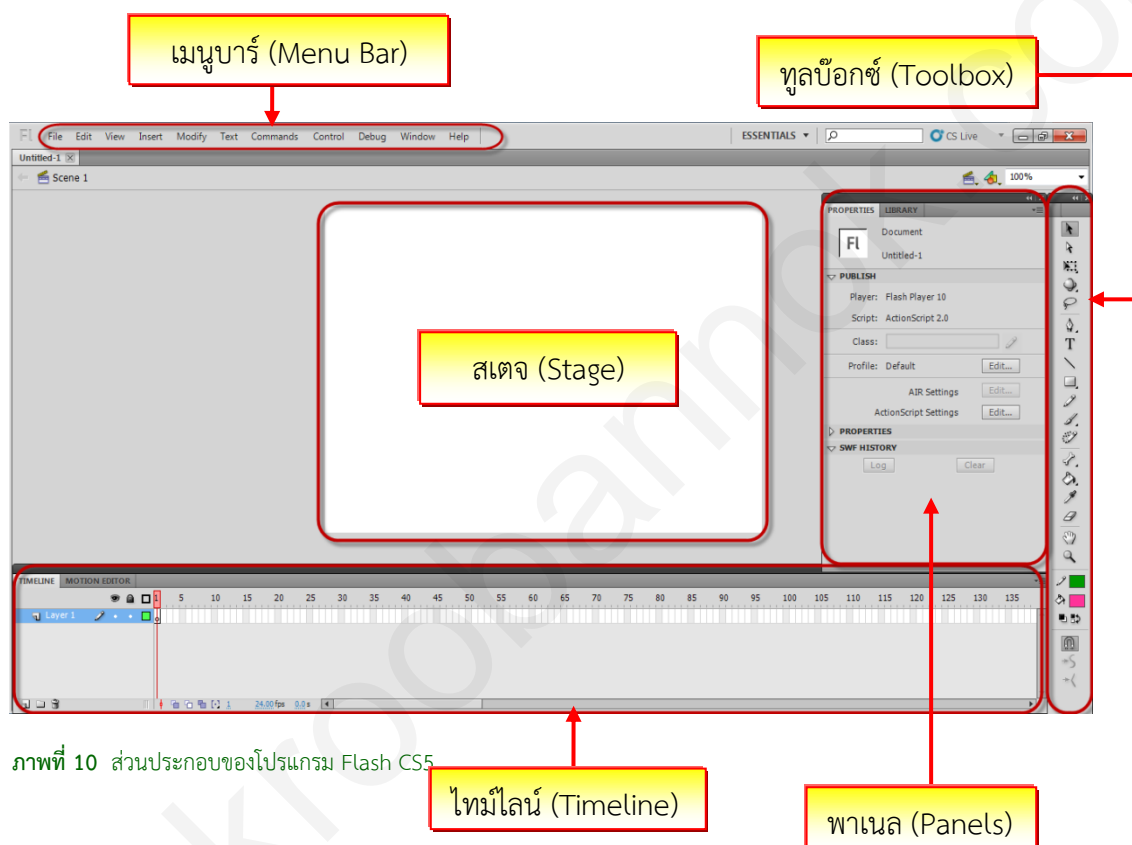 เมนูบาร์ (Menu Bar)
ทูลบ๊อกซ์ (Toolbox)
Fl File Edit View Insert Modify Text Commands Control Debug Window Help
ESSENTIALS CS Live
Untitled-1
Scene 1
100%
PROPERTIES LIBRARY
Fl
Document
Untitled-1
PUBLISH
Player: Flash Player 10
Script: ActionScript 2.0
Class:
Profile: Default Edit...
AIR Settings Edit...
ActionScript Settings Edit...
PROPERTIES
SWF HISTORY
Log Clear
T
สเตจ (Stage)
TIMELINE MOTION EDITOR
1 5 10 15 20 25 30 35 40 45 50 55 60 65 70 75 80 85 90 95 100 105 110 115 120 125 130 135
Layer 1
1 24.00 fps 0.0 s
ภาพที่ 10 ส่วนประกอบของโปรแกรม Flash CS5
ไทม์ไลน์ (Timeline)
พาเนล (Panels)